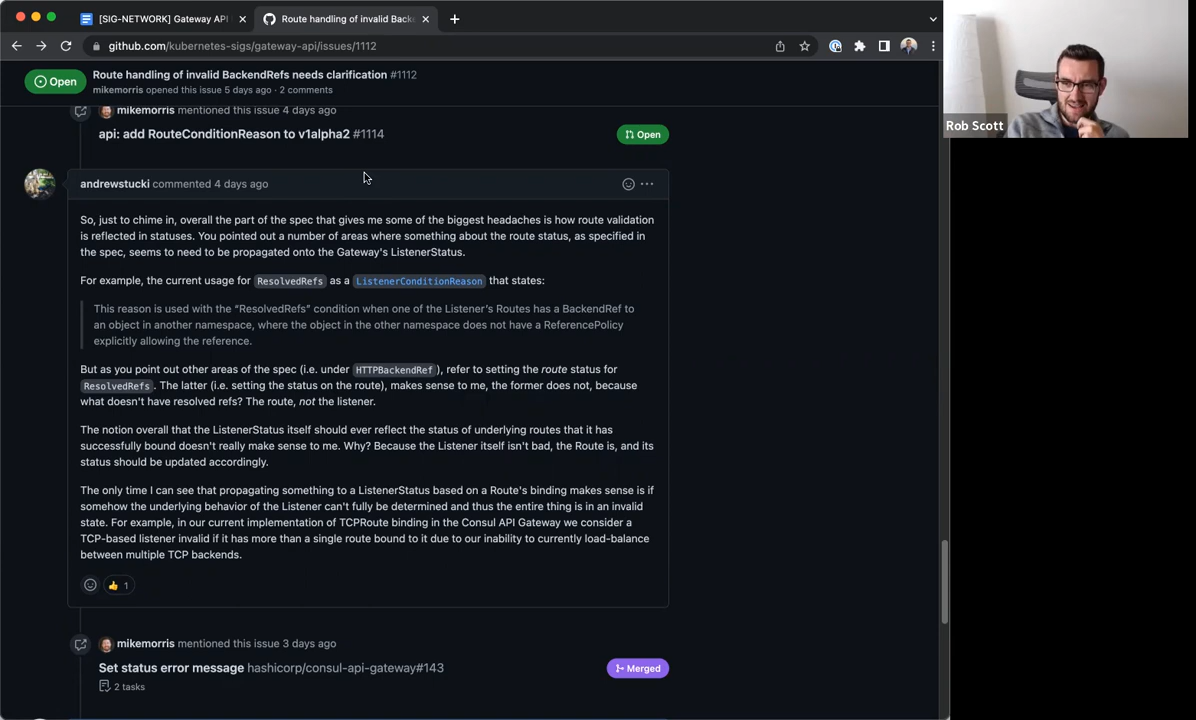 [SIG-NETWORK] Gateway API
Route handling of invalid Backe
github.com/kubernetes-sigs/gateway-api/issues/1112
Open
Route handling of invalid BackendRefs needs clarification #1112
mikemorris opened this issue 5 days ago · 2 comments
mikemorris mentioned this issue 4 days ago
api: add RouteConditionReason to v1alpha2 #1114
Open
andrewstucki commented 4 days ago
So, just to chime in, overall the part of the spec that gives me some of the biggest headaches is how route validation
is reflected in statuses. You pointed out a number of areas where something about the route status, as specified in
the spec, seems to need to be propagated onto the Gateway's ListenerStatus.
For example, the current usage for ResolvedRefs as a ListenerConditionReason that states:
This reason is used with the “ResolvedRefs” condition when one of the Listener’s Routes has a BackendRef to
an object in another namespace, where the object in the other namespace does not have a ReferencePolicy
explicitly allowing the reference.
But as you point out other areas of the spec (i.e. under HTTPBackendRef), refer to setting the route status for
ResolvedRefs. The latter (i.e. setting the status on the route), makes sense to me, the former does not, because
what doesn't have resolved refs? The route, not the listener.
The notion overall that the ListenerStatus itself should ever reflect the status of underlying routes that it has
successfully bound doesn't really make sense to me. Why? Because the Listener itself isn't bad, the Route is, and its
status should be updated accordingly.
The only time I can see that propagating something to a ListenerStatus based on a Route's binding makes sense is if
somehow the underlying behavior of the Listener can't fully be determined and thus the entire thing is in an invalid
state. For example, in our current implementation of TCPRoute binding in the Consul API Gateway we consider a
TCP-based listener invalid if it has more than a single route bound to it due to our inability to currently load-balance
between multiple TCP backends.
👍 1
mikemorris mentioned this issue 3 days ago
Set status error message hashicorp/consul-api-gateway#143
Merged
2 tasks
Rob Scott